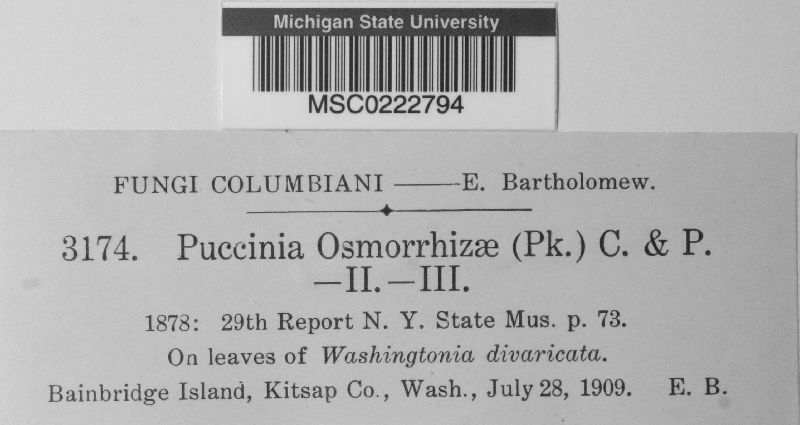 Michigan State University
MSC0222794
FUNGI COLUMBIANI ——— E. Bartholomew.
3174. Puccinia Osmorrhizæ (Pk.) C. & P.
—II.—III.
1878: 29th Report N. Y. State Mus. p. 73.
On leaves of Washingtonia divaricata.
Bainbridge Island, Kitsap Co., Wash., July 28, 1909. E. B.